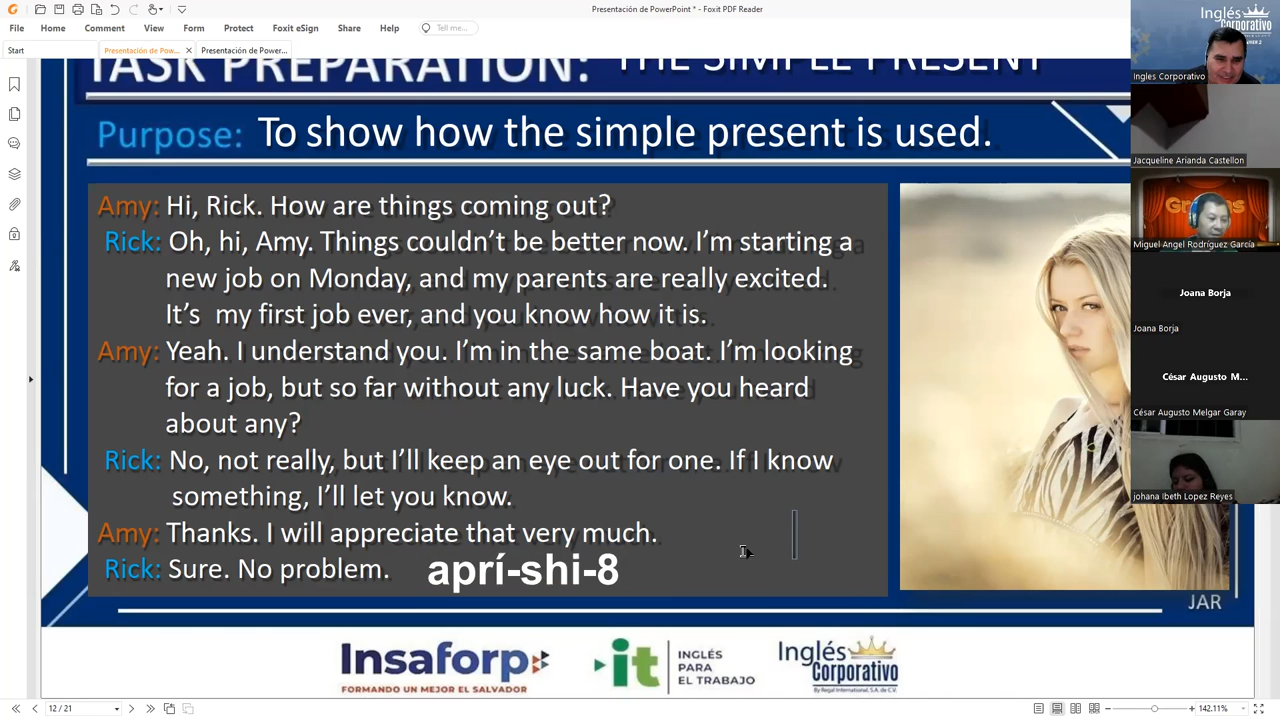 Presentación de PowerPoint * - Foxit PDF Reader
File Home Comment View Form Protect Foxit eSign Share Help Tell me...
Start Presentación de Pow... Presentación de Power...
TASK PREPARATION: THE SIMPLE PRESENT
Purpose: To show how the simple present is used.
Amy: Hi, Rick. How are things coming out?
Rick: Oh, hi, Amy. Things couldn't be better now. I'm starting a
new job on Monday, and my parents are really excited.
It's my first job ever, and you know how it is.
Amy: Yeah. I understand you. I'm in the same boat. I'm looking
for a job, but so far without any luck. Have you heard
about any?
Rick: No, not really, but I'll keep an eye out for one. If I know
something, I'll let you know.
Amy: Thanks. I will appreciate that very much.
Rick: Sure. No problem.
aprí-shi-8
JAR
Insaforp
FORMANDO UN MEJOR EL SALVADOR
it INGLÉS
PARA
EL TRABAJO
Inglés
Corporativo
By Regal International, S.A. de C.V.
12 / 21
142.11%
Inglés
Corporativo
Ingles Corporativo
Jacqueline Arianda Castellon
Miguel Angel Rodríguez García
Joana Borja
Joana Borja
César Augusto M...
César Augusto Melgar Garay
johana lbeth Lopez Reyes